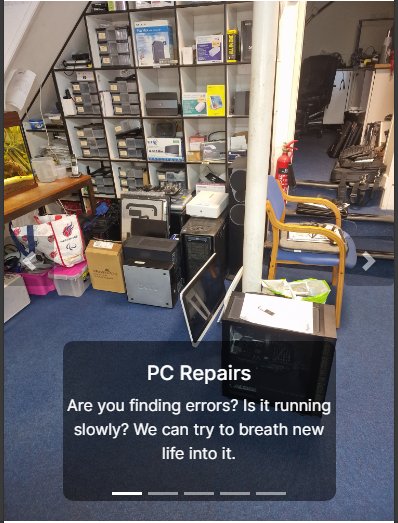 PC Repairs
Are you finding errors? Is it running
slowly? We can try to breath new
life into it.